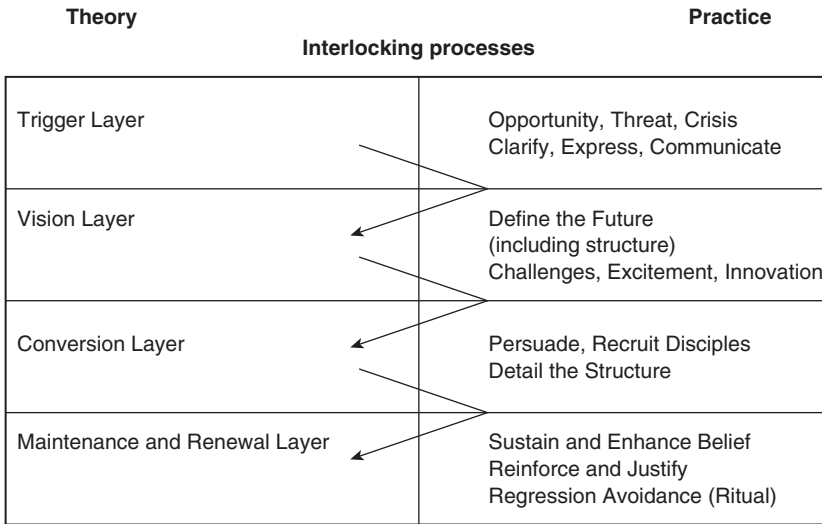 Theory
Practice
Interlocking processes
Trigger Layer
Opportunity, Threat, Crisis
Clarify, Express, Communicate
Vision Layer
Define the Future
(including structure)
Challenges, Excitement, Innovation
Conversion Layer
Persuade, Recruit Disciples
Detail the Structure
Maintenance and Renewal Layer
Sustain and Enhance Belief
Reinforce and Justify
Regression Avoidance (Ritual)